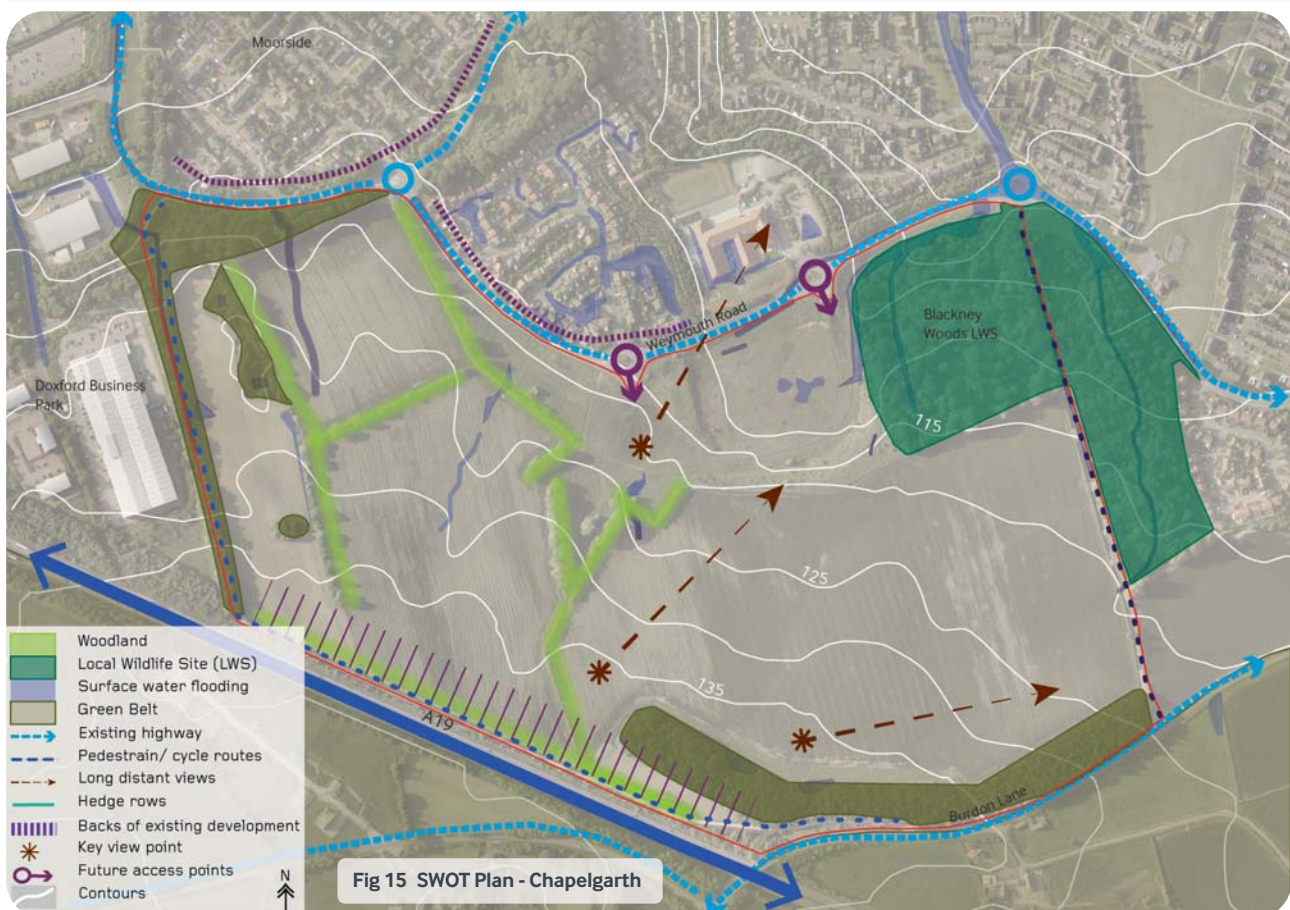 Moorside
Weymouth Road
Blackney
Woods LWS
Doxford Business
Park
115
125
135
A19
Burdon Lane
Woodland
Local Wildlife Site (LWS)
Surface water flooding
Green Belt
Existing highway
Pedestrain/ cycle routes
Long distant views
Hedge rows
Backs of existing development
Key view point
Future access points
Contours
N
Fig 15 SWOT Plan - Chapelgarth